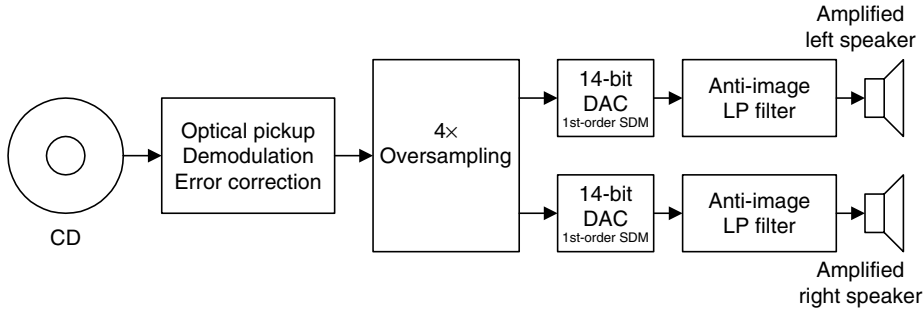 Amplified
left speaker
14-bit
DAC
1st-order SDM
Anti-image
LP filter
Optical pickup
Demodulation
Error correction
4×
Oversampling
CD
14-bit
DAC
1st-order SDM
Anti-image
LP filter
Amplified
right speaker